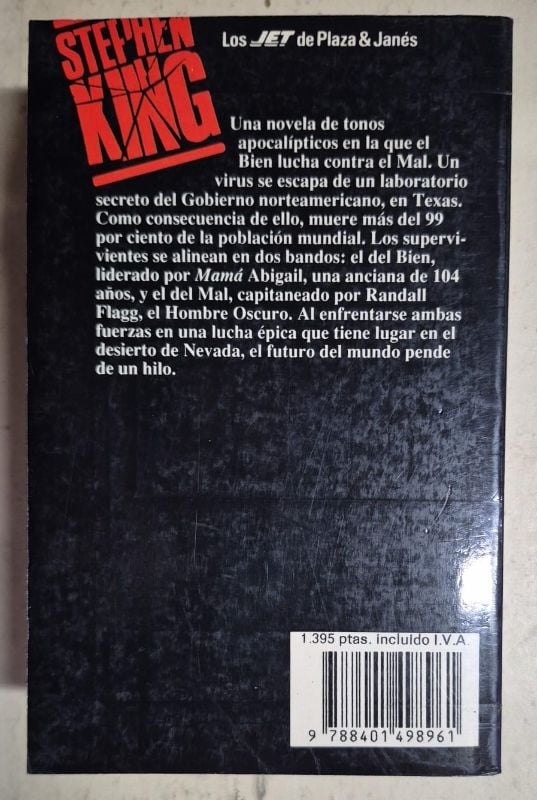 STEPHEN
KING
Los JET de Plaza & Janés
Una novela de tonos
apocalípticos en la que el
Bien lucha contra el Mal. Un
virus se escapa de un laboratorio
secreto del Gobierno norteamericano, en Texas.
Como consecuencia de ello, muere más del 99
por ciento de la población mundial. Los supervi-
vientes se alinean en dos bandos: el del Bien,
liderado por Mamá Abigail, una anciana de 104
años, y el del Mal, capitaneado por Randall
Flagg, el Hombre Oscuro. Al enfrentarse ambas
fuerzas en una lucha épica que tiene lugar en el
desierto de Nevada, el futuro del mundo pende
de un hilo.
1.395 ptas. incluido I.V.A.
9 788401 498961